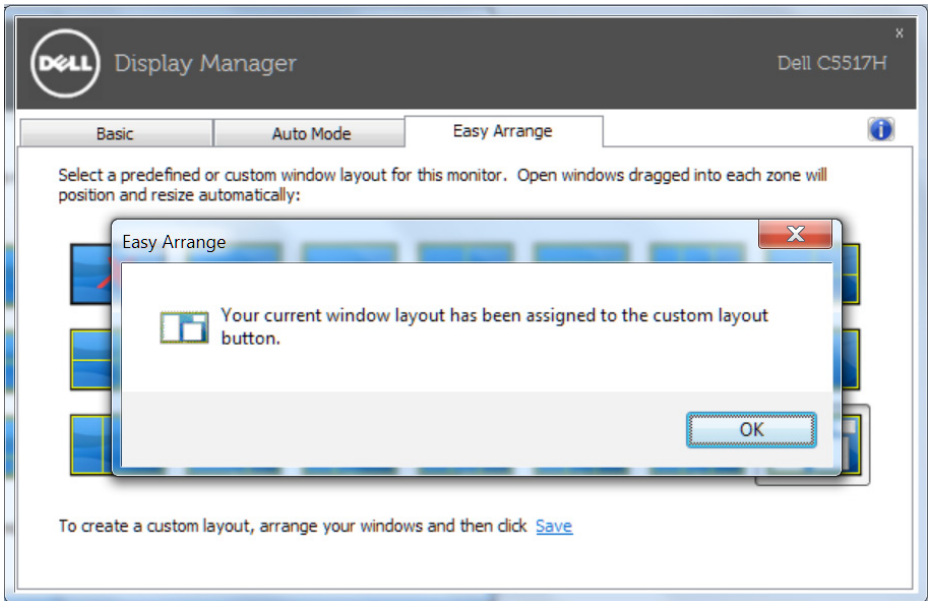 x
DELL Display Manager Dell C5517H
Basic Auto Mode Easy Arrange i
Select a predefined or custom window layout for this monitor. Open windows dragged into each zone will
position and resize automatically:
Easy Arrange X
Your current window layout has been assigned to the custom layout
button.
OK
To create a custom layout, arrange your windows and then click Save